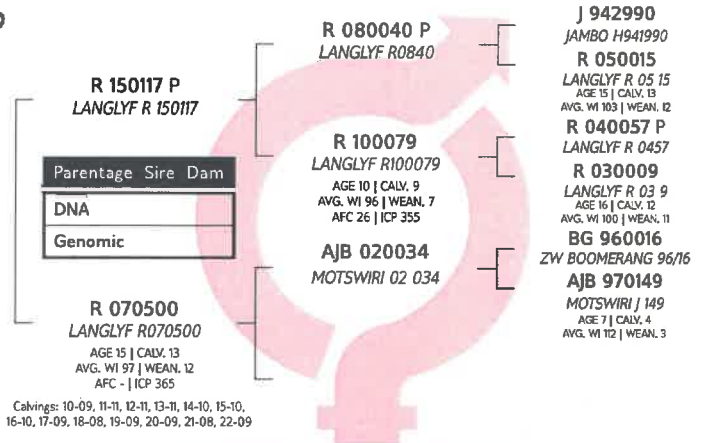 R 150117 P
LANGLYF R 150117
Parentage Sire Dam
DNA
Genomic
R 070500
LANGLYF R070500
AGE 15 | CALV. 13
AVG. WI 97 | WEAN. 12
AFC - | ICP 365
Calvings: 10-09, 11-11, 12-11, 13-11, 14-10, 15-10,
16-10, 17-09, 18-08, 19-09, 20-09, 21-08, 22-09
R 080040 P
LANGLYF R0840
R 100079
LANGLYF R100079
AGE 10 | CALV. 9
AVG. WI 96 | WEAN. 7
AFC 26 | ICP 355
AJB 020034
MOTSWIRI 02 034
J 942990
JAMBO H941990
R 050015
LANGLYF R 05 15
AGE 15 | CALV. 13
AVG. WI 103 | WEAN. 12
R 040057 P
LANGLYF R 0457
R 030009
LANGLYF R 03 9
AGE 16 | CALV. 12
AVG. WI 100 | WEAN. 11
BG 960016
ZW BOOMERANG 96/16
AJB 970149
MOTSWIRI J 149
AGE 7 | CALV. 4
AVG. WI 112 | WEAN. 3